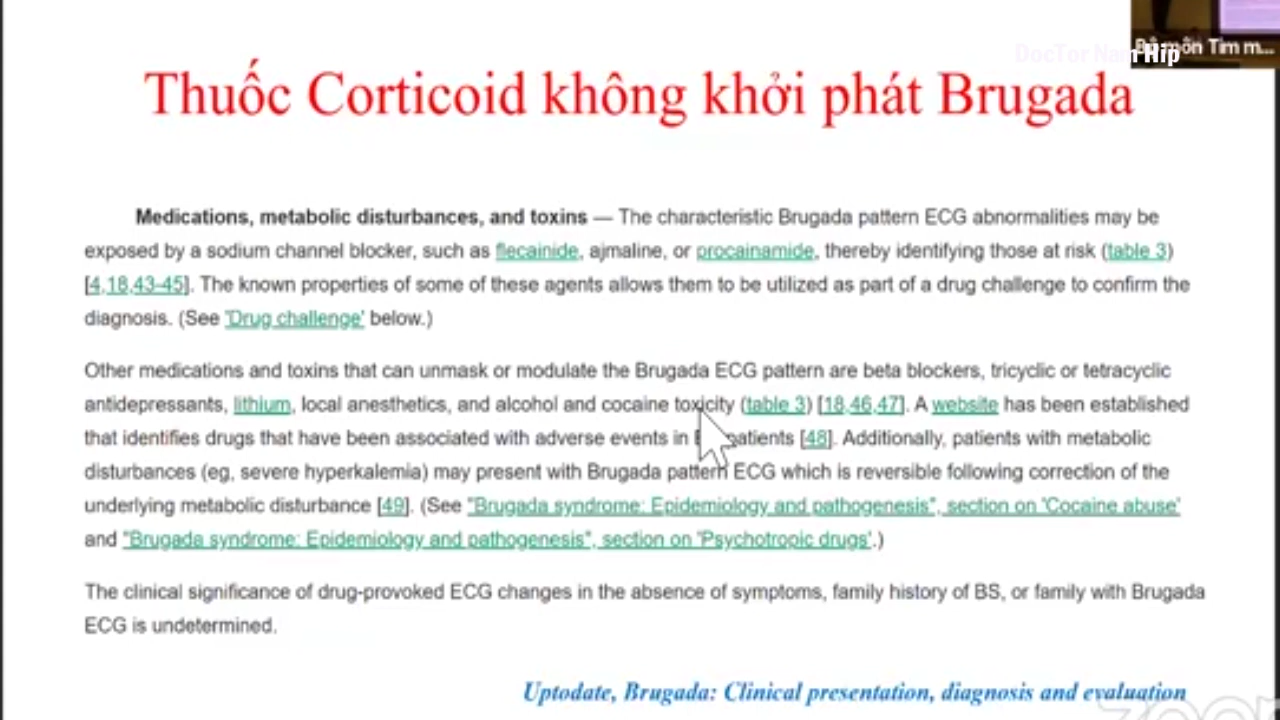 Bộ môn Tim m...
DocTor Nam Hip
Thuốc Corticoid không khởi phát Brugada
Medications, metabolic disturbances, and toxins — The characteristic Brugada pattern ECG abnormalities may be
exposed by a sodium channel blocker, such as flecainide, ajmaline, or procainamide, thereby identifying those at risk (table 3)
[4,18,43-45]. The known properties of some of these agents allows them to be utilized as part of a drug challenge to confirm the
diagnosis. (See 'Drug challenge' below.)
Other medications and toxins that can unmask or modulate the Brugada ECG pattern are beta blockers, tricyclic or tetracyclic
antidepressants, lithium, local anesthetics, and alcohol and cocaine toxicity (table 3) [18,46,47]. A website has been established
that identifies drugs that have been associated with adverse events in patients [48]. Additionally, patients with metabolic
disturbances (eg, severe hyperkalemia) may present with Brugada pattern ECG which is reversible following correction of the
underlying metabolic disturbance [49]. (See "Brugada syndrome: Epidemiology and pathogenesis", section on 'Cocaine abuse'
and "Brugada syndrome: Epidemiology and pathogenesis", section on 'Psychotropic drugs'.)
The clinical significance of drug-provoked ECG changes in the absence of symptoms, family history of BS, or family with Brugada
ECG is undetermined.
Uptodate, Brugada: Clinical presentation, diagnosis and evaluation
zoom